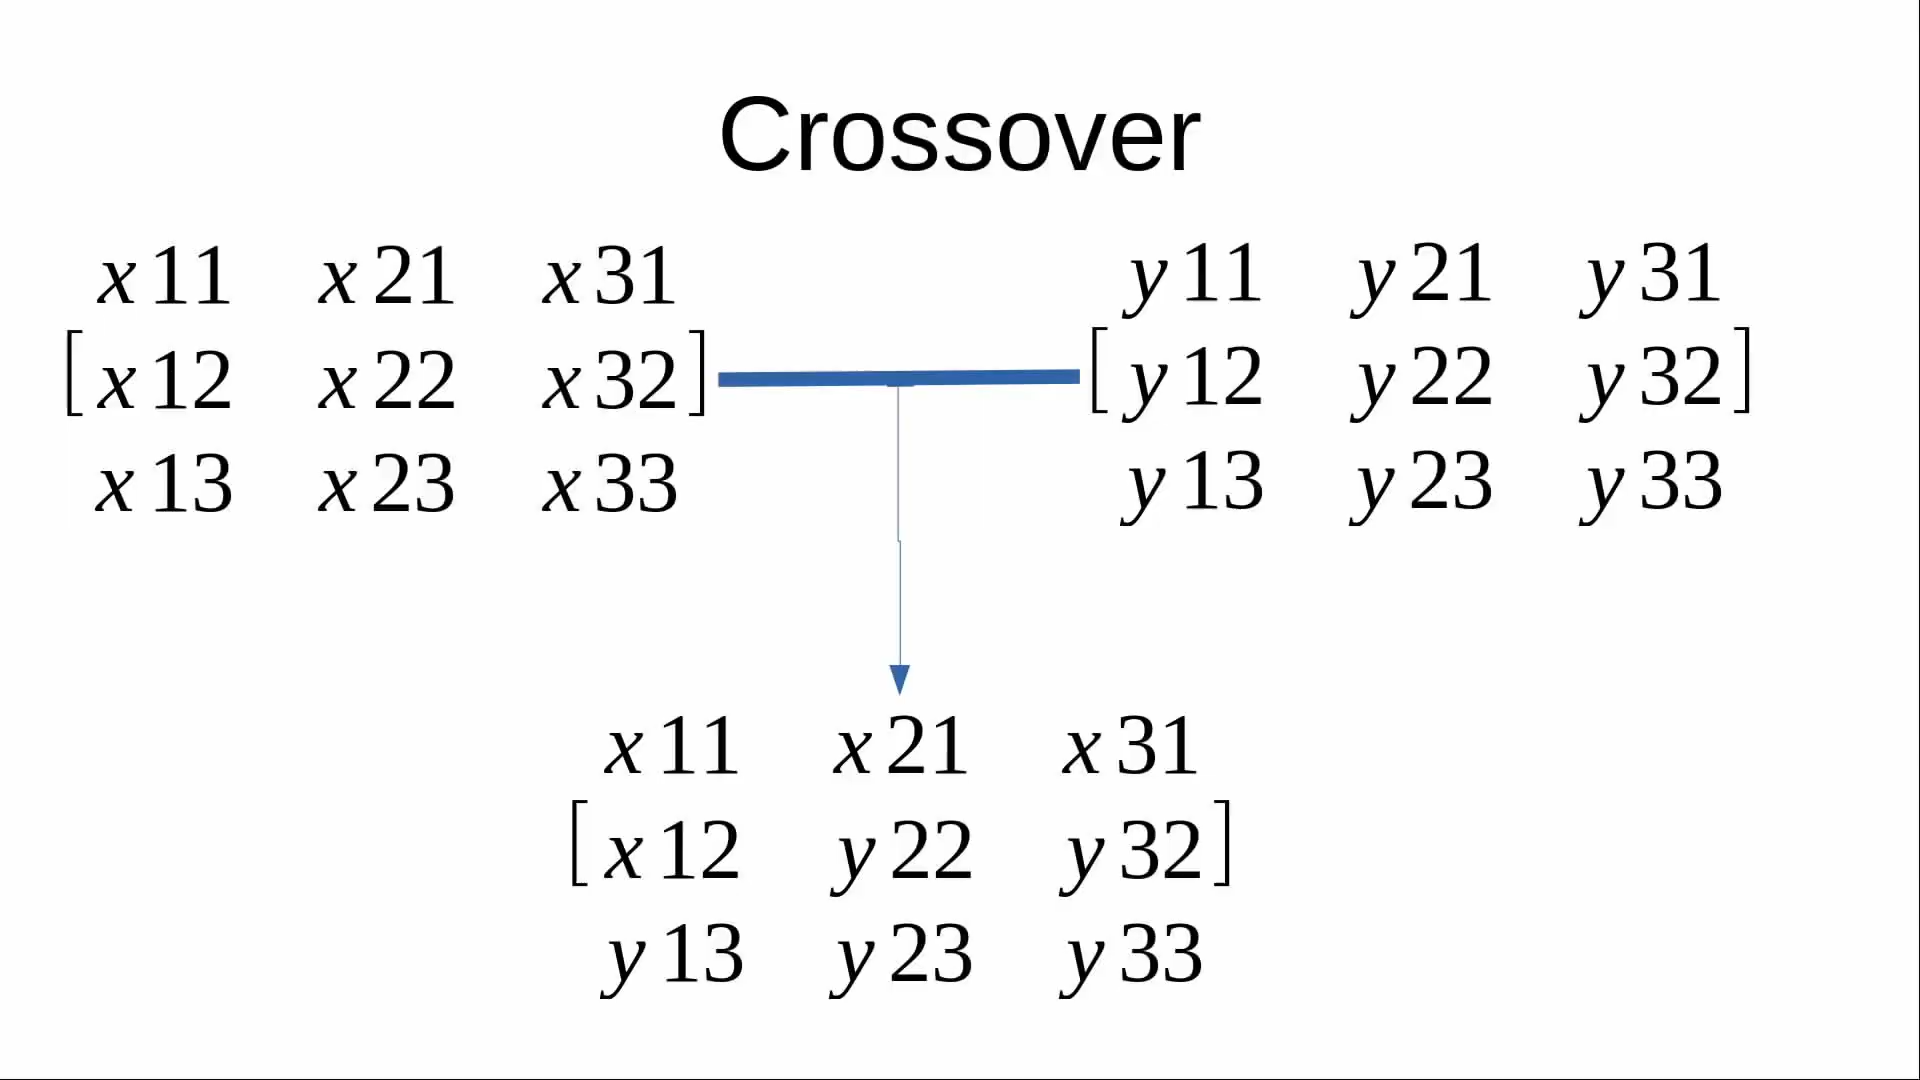 Crossover
x11 x21 x31
[x12 x22 x32]
x13 x23 x33
y11 y21 y31
[y12 y22 y32]
y13 y23 y33
x11 x21 x31
[x12 y22 y32]
y13 y23 y33